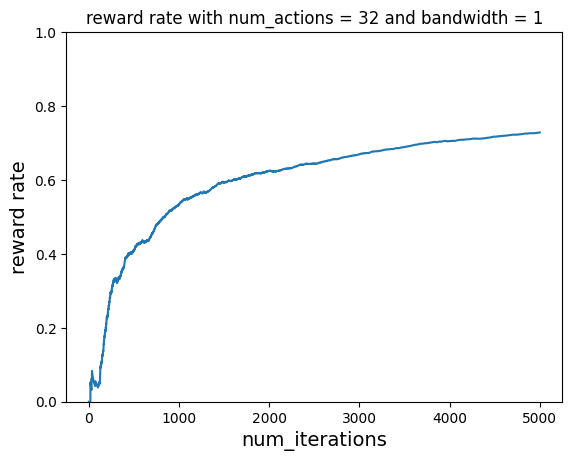 reward rate with num_actions = 32 and bandwidth = 1
1.0
0.8
0.6
0.4
0.2
0.0
reward rate
0 1000 2000 3000 4000 5000
num_iterations